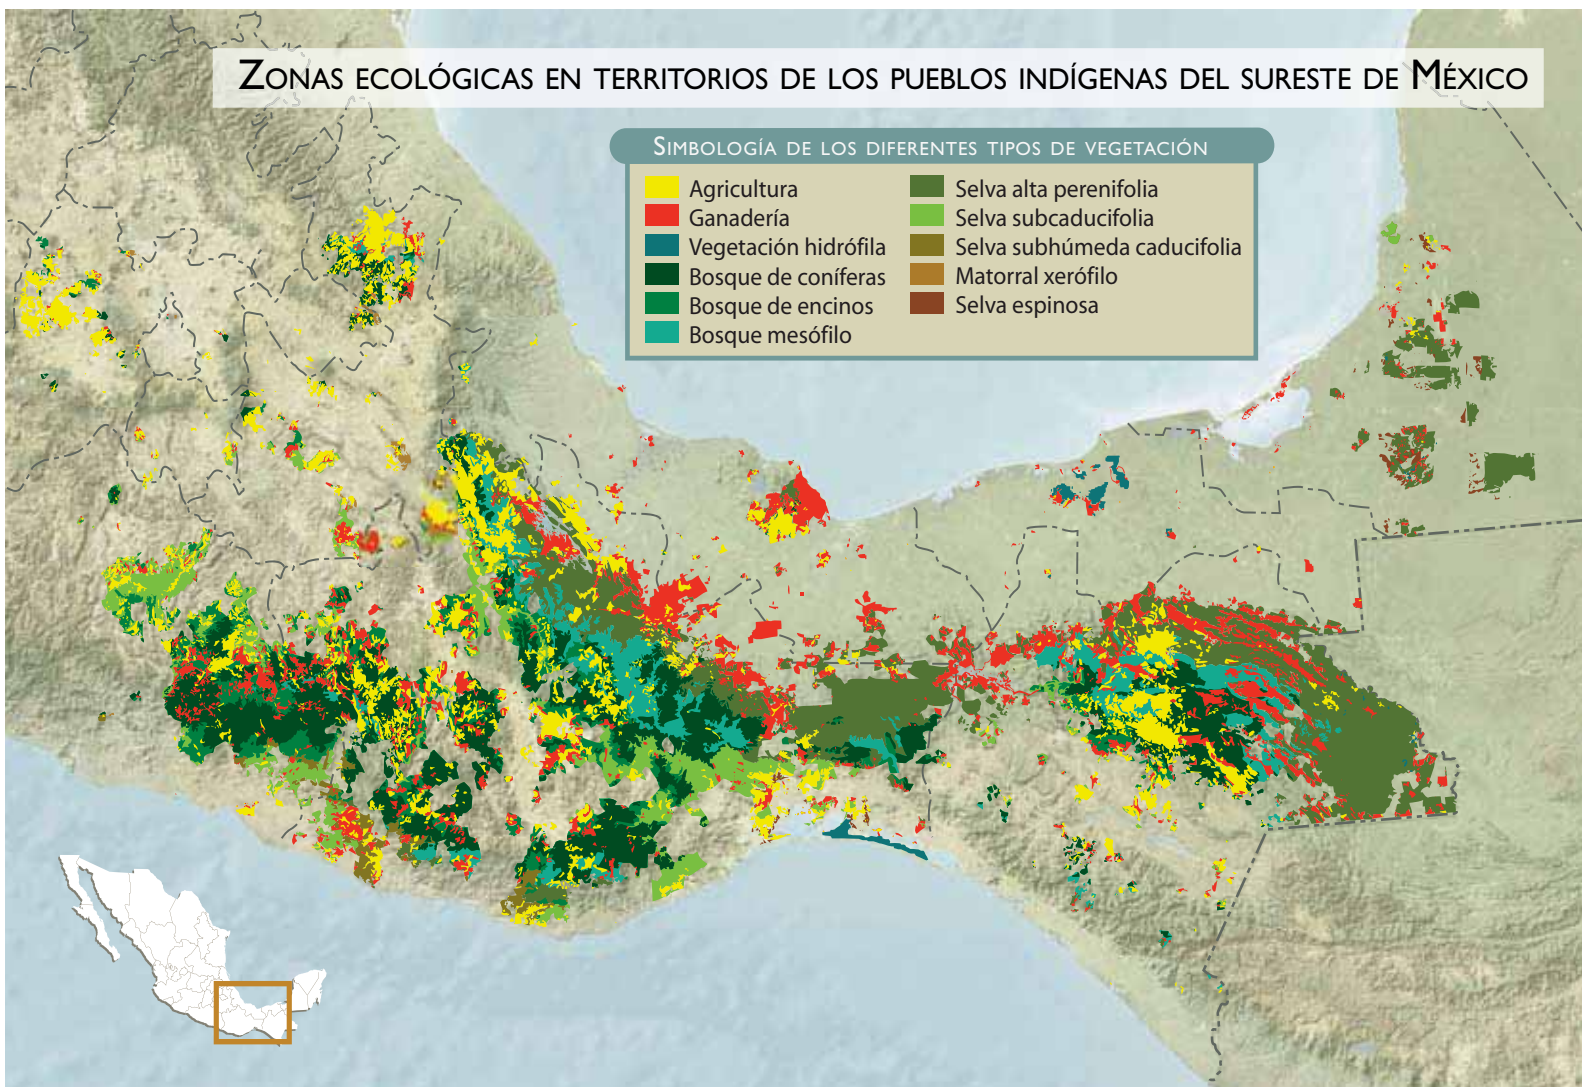 Zonas ecológicas en territorios de los pueblos indígenas del sureste de México
Simbología de los diferentes tipos de vegetación
Agricultura
Ganadería
Vegetación hidrófila
Bosque de coníferas
Bosque de encinos
Bosque mesófilo
Selva alta perenifolia
Selva subcaducifolia
Selva subhúmeda caducifolia
Matorral xerófilo
Selva espinosa